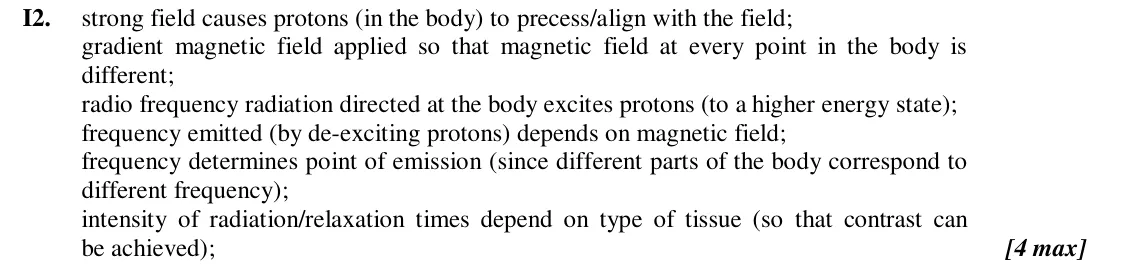 I2. strong field causes protons (in the body) to precess/align with the field;
gradient magnetic field applied so that magnetic field at every point in the body is
different;
radio frequency radiation directed at the body excites protons (to a higher energy state);
frequency emitted (by de-exciting protons) depends on magnetic field;
frequency determines point of emission (since different parts of the body correspond to
different frequency);
intensity of radiation/relaxation times depend on type of tissue (so that contrast can
be achieved); [4 max]